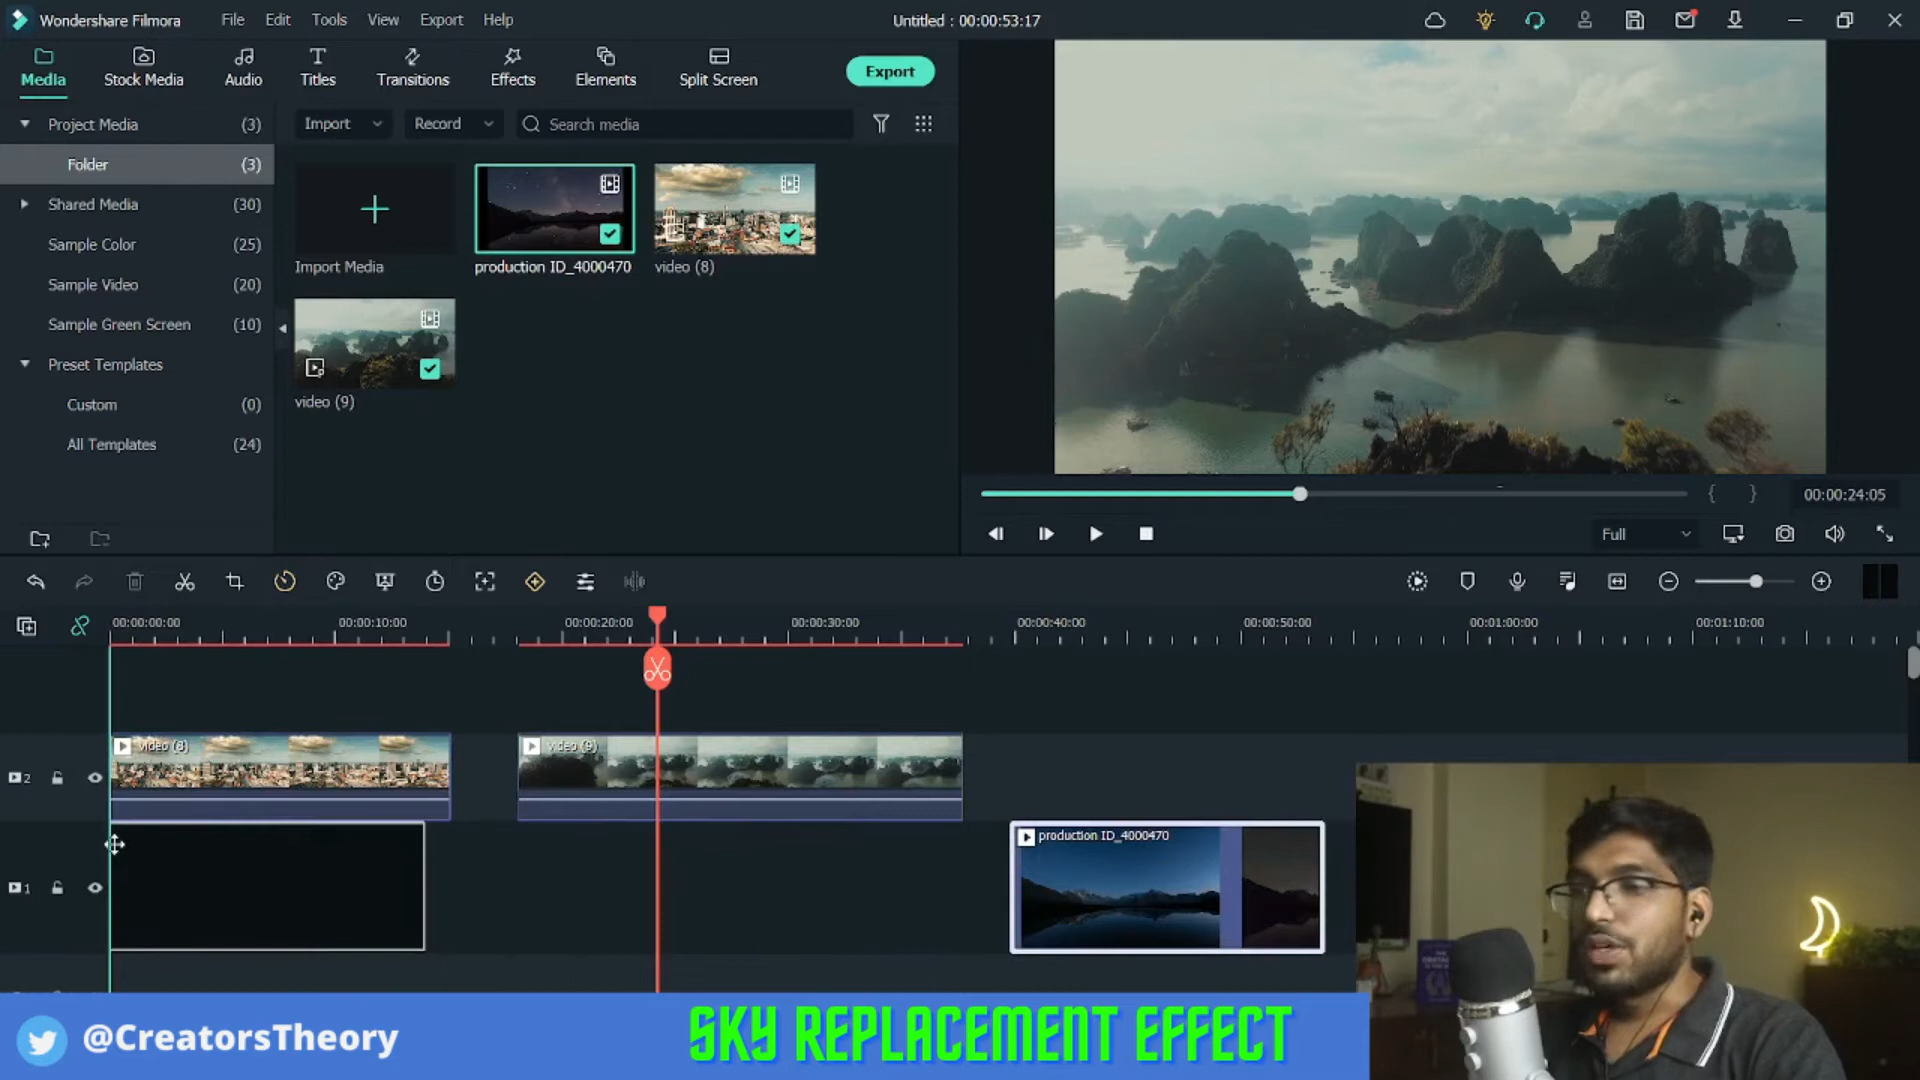 Wondershare Filmora
File Edit Tools View Export Help
Untitled : 00:00:53:17
Media
Stock Media
Audio
Titles
Transitions
Effects
Elements
Split Screen
Export
Project Media (3)
Folder (3)
Shared Media (30)
Sample Color (25)
Sample Video (20)
Sample Green Screen (10)
Preset Templates
Custom (0)
All Templates (24)
Import
Record
Search media
Import Media
production ID_4000470
video (8)
video (9)
Full
00:00:24:05
00:00:00:00
00:00:10:00
00:00:20:00
00:00:30:00
00:00:40:00
00:00:50:00
00:01:00:00
00:01:10:00
video (8)
video (9)
2
production ID_4000470
1
@CreatorsTheory
SKY REPLACEMENT EFFECT